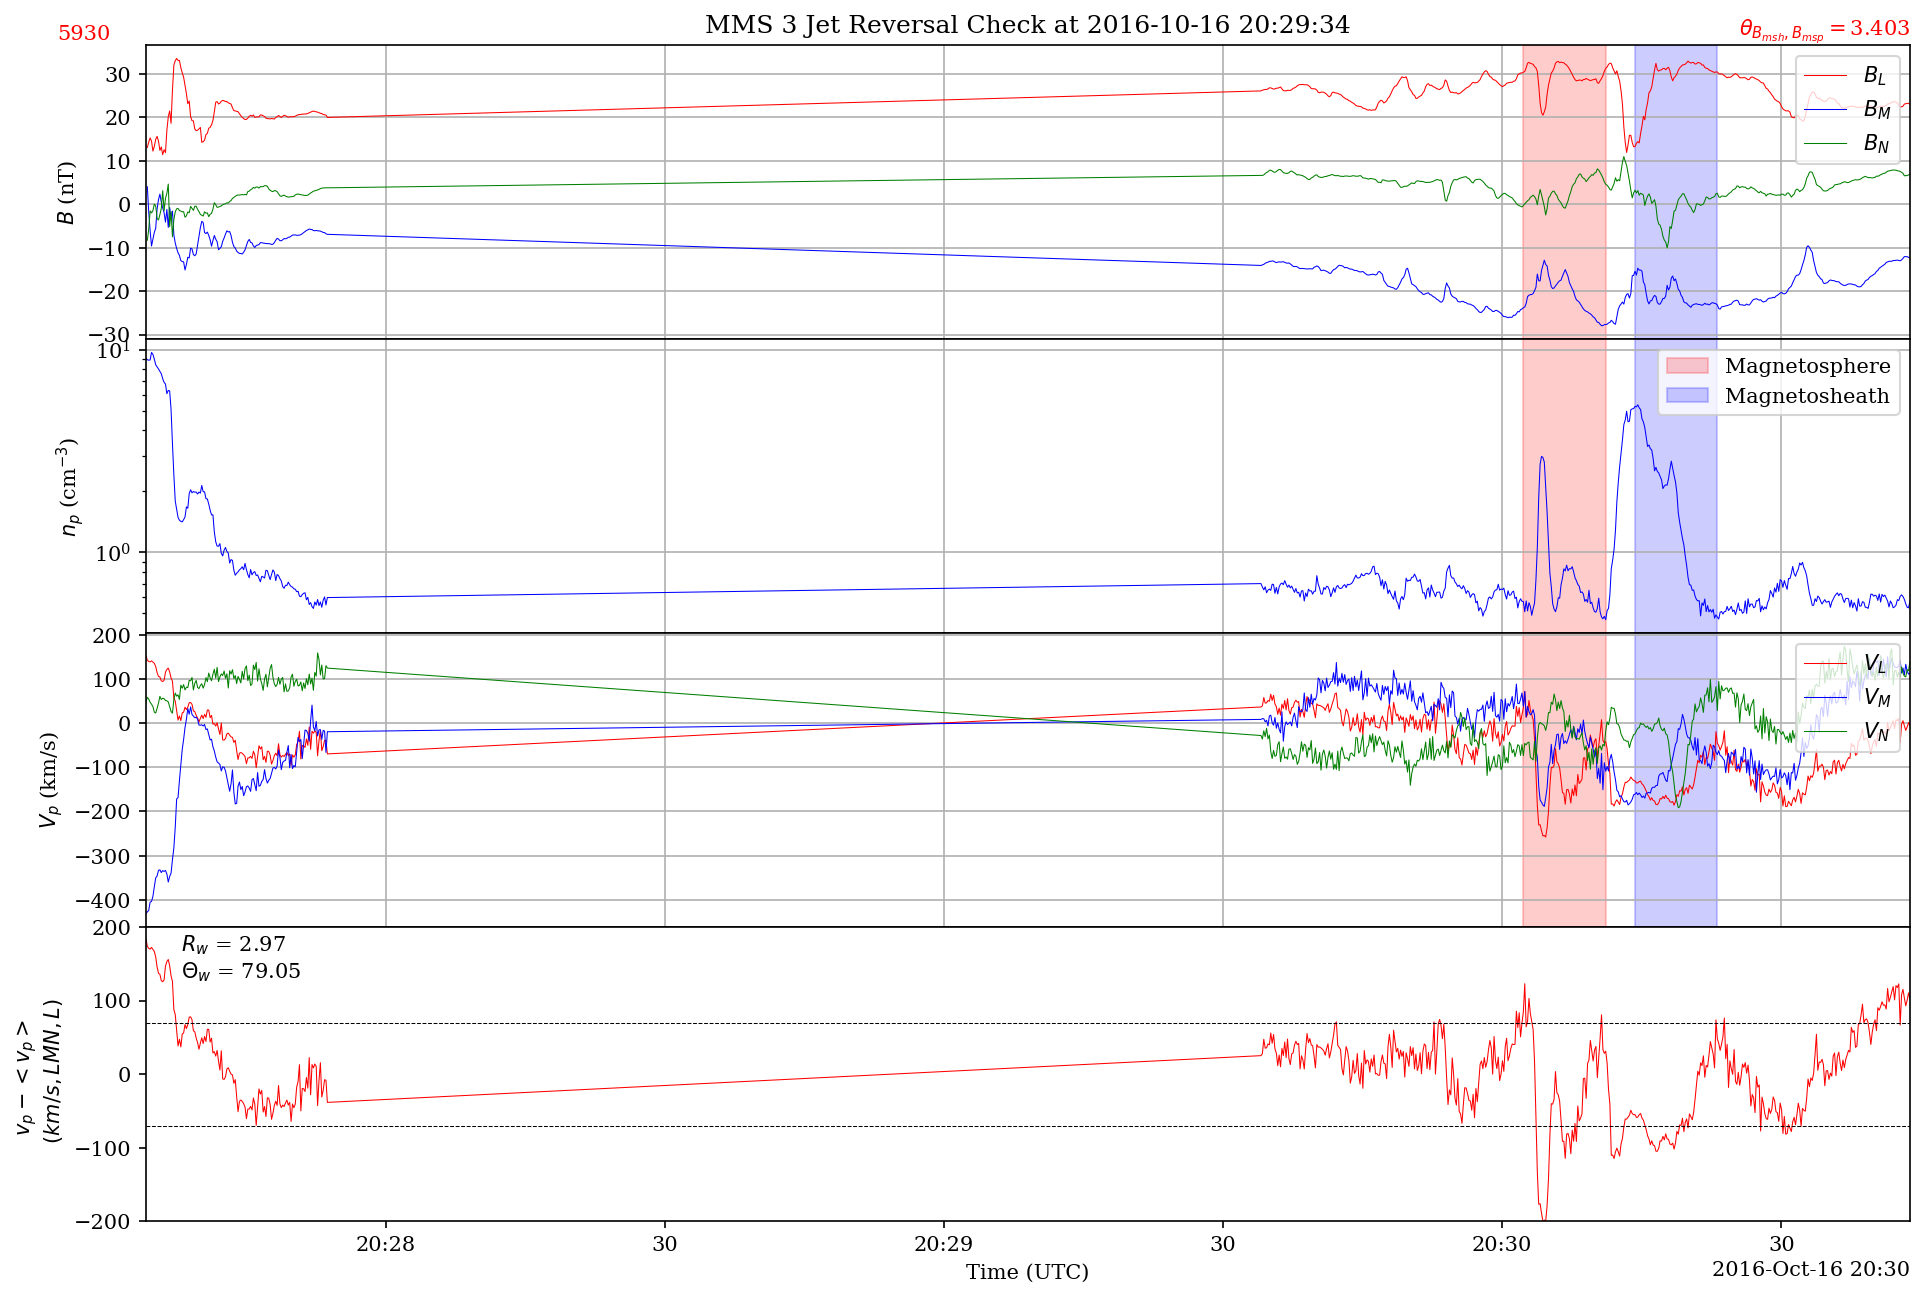 5930
MMS 3 Jet Reversal Check at 2016-10-16 20:29:34
θ_{B_{msh}, B_{msp}} = 3.403
30
20
10
0
−10
−20
−30
B (nT)
B_L
B_M
B_N
10^1
10^0
n_p (cm^{−3})
Magnetosphere
Magnetosheath
200
100
0
−100
−200
−300
−400
V_p (km/s)
V_L
V_M
V_N
200
100
0
−100
−200
v_p − <v_p>
(km/s, LMN, L)
R_w = 2.97
Θ_w = 79.05
20:28
30
20:29
30
20:30
30
Time (UTC)
2016-Oct-16 20:30